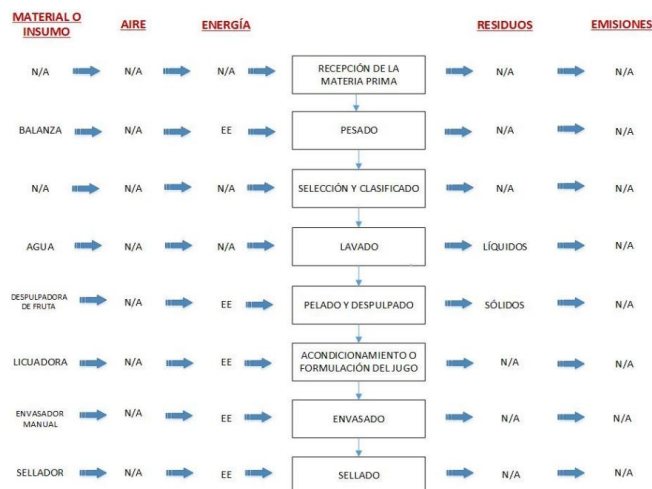 MATERIAL O
INSUMO
AIRE
ENERGÍA
RESIDUOS
EMISIONES
N/A
N/A
N/A
RECEPCIÓN DE LA
MATERIA PRIMA
N/A
N/A
BALANZA
N/A
EE
PESADO
N/A
N/A
N/A
N/A
N/A
SELECCIÓN Y CLASIFICADO
N/A
N/A
AGUA
N/A
N/A
LAVADO
LÍQUIDOS
N/A
DESPULPADORA
DE FRUTA
N/A
EE
PELADO Y DESPULPADO
SÓLIDOS
N/A
LICUADORA
N/A
EE
ACONDICIONAMIENTO O
FORMULACIÓN DEL JUGO
N/A
N/A
ENVASADOR
MANUAL
N/A
EE
ENVASADO
N/A
N/A
SELLADOR
N/A
EE
SELLADO
N/A
N/A